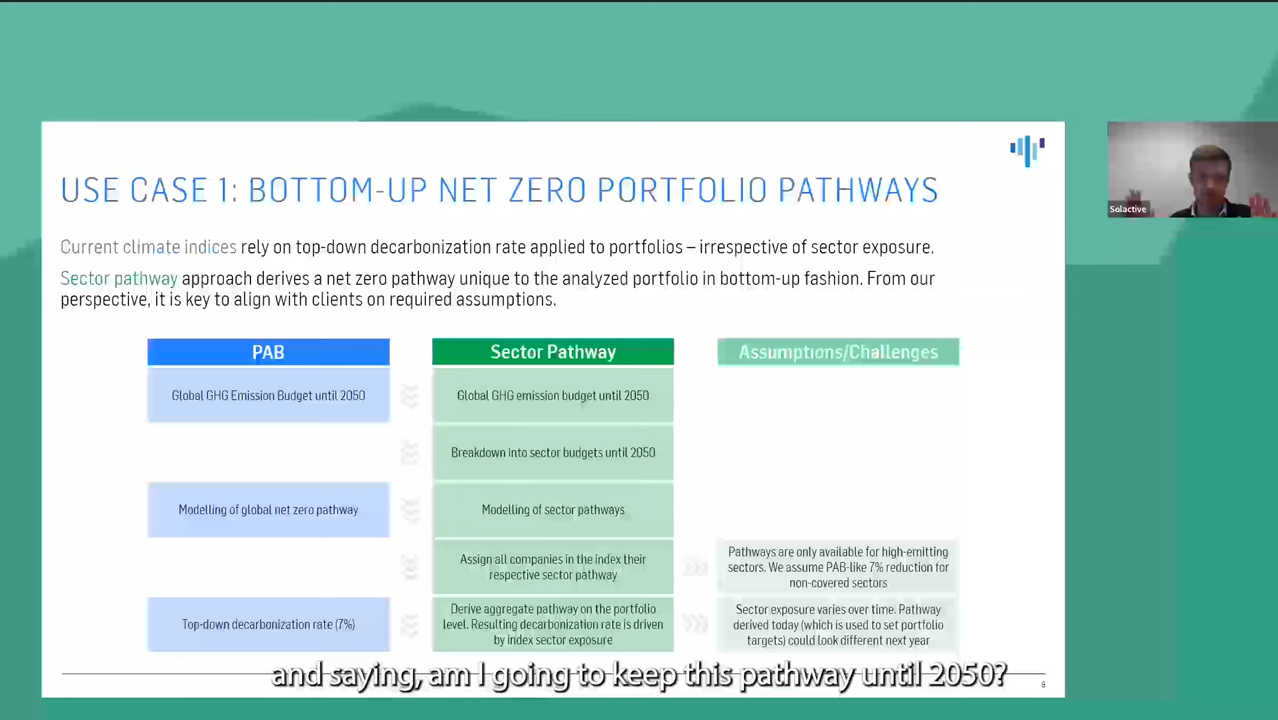 USE CASE 1: BOTTOM-UP NET ZERO PORTFOLIO PATHWAYS
Solactive
Current climate indices rely on top-down decarbonization rate applied to portfolios – irrespective of sector exposure.
Sector pathway approach derives a net zero pathway unique to the analyzed portfolio in bottom-up fashion. From our
perspective, it is key to align with clients on required assumptions.
PAB
Sector Pathway
Assumptions/Challenges
Global GHG Emission Budget until 2050
Global GHG emission budget until 2050
Breakdown into sector budgets until 2050
Modelling of global net zero pathway
Modelling of sector pathways
Assign all companies in the index their
respective sector pathway
Pathways are only available for high-emitting
sectors. We assume PAB-like 7% reduction for
non-covered sectors
Top-down decarbonization rate (7%)
Derive aggregate pathway on the portfolio
level. Resulting decarbonization rate is driven
by index sector exposure
Sector exposure varies over time. Pathway
derived today (which is used to set portfolio
targets) could look different next year
and saying, am I going to keep this pathway until 2050?
8